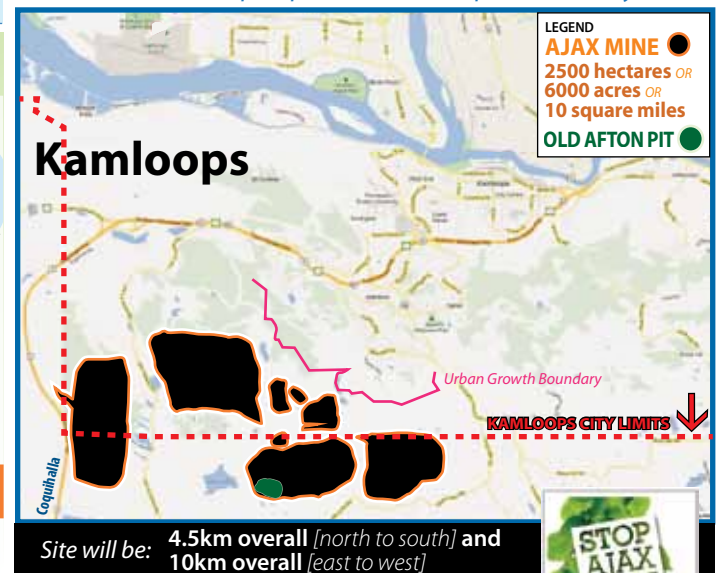 LEGEND
AJAX MINE
2500 hectares OR
6000 acres OR
10 square miles
OLD AFTON PIT
Kamloops
Kamloops
Urban Growth Boundary
KAMLOOPS CITY LIMITS
Coquihalla
Site will be: 4.5km overall [north to south] and
10km overall [east to west]
STOP
AJAX